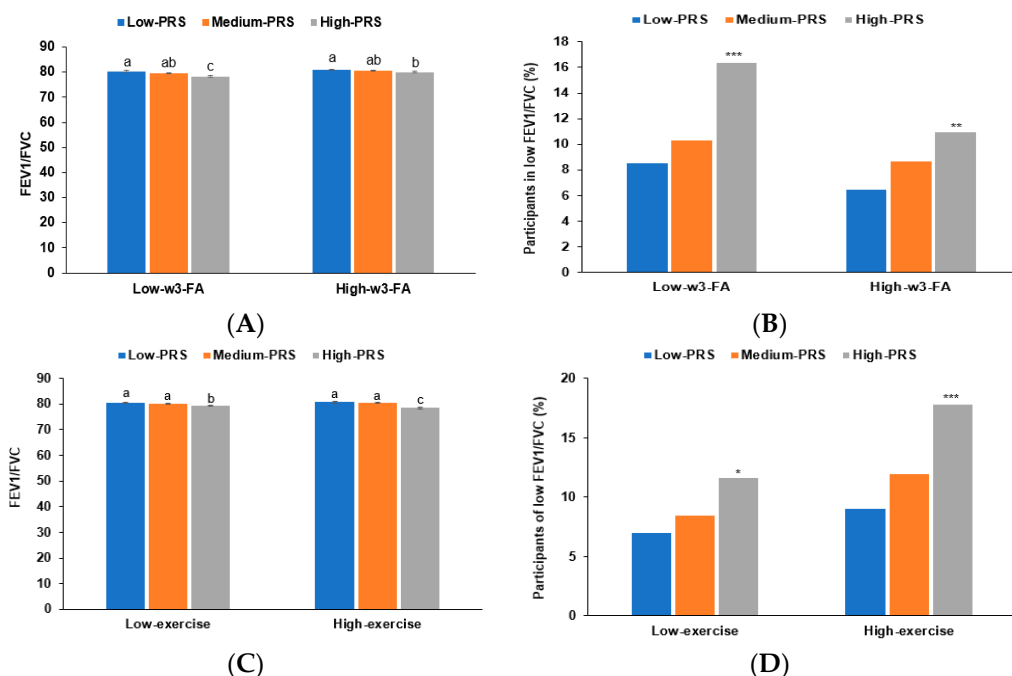 Low-PRS Medium-PRS High-PRS
90
80
70
60
50
40
30
20
10
0
FEV1/FVC
a ab c a ab b
Low-w3-FA High-w3-FA
(A)
Low-PRS Medium-PRS High-PRS
18
16
14
12
10
8
6
4
2
0
Participants in low FEV1/FVC (%)
*** **
Low-w3-FA High-w3-FA
(B)
Low-PRS Medium-PRS High-PRS
90
80
70
60
50
40
30
20
10
0
FEV1/FVC
a a b a a c
Low-exercise High-exercise
(C)
Low-PRS Medium-PRS High-PRS
20
15
10
5
0
Participants of low FEV1/FVC (%)
* ***
Low-exercise High-exercise
(D)